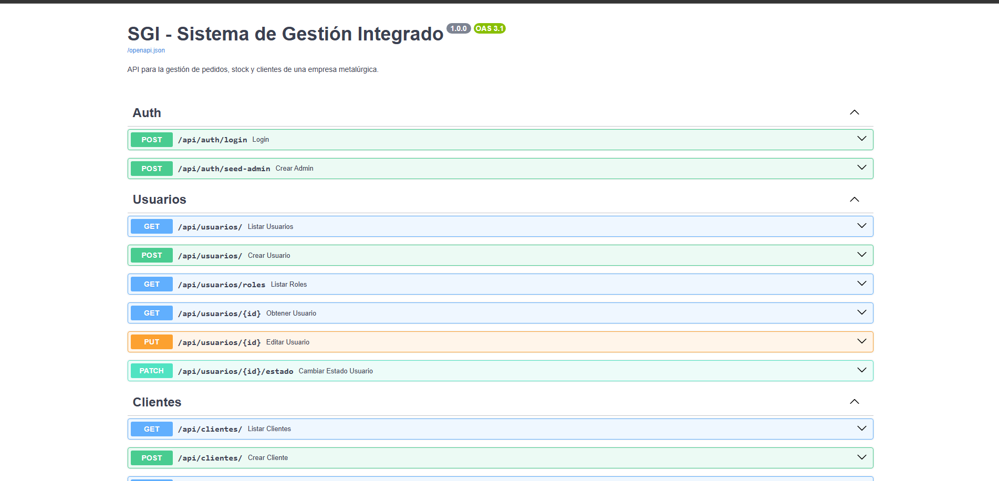 SGI - Sistema de Gestión Integrado 1.0.0 OAS 3.1
/openapi.json
API para la gestión de pedidos, stock y clientes de una empresa metalúrgica.
Auth
POST /api/auth/login Login
POST /api/auth/seed-admin Crear Admin
Usuarios
GET /api/usuarios/ Listar Usuarios
POST /api/usuarios/ Crear Usuario
GET /api/usuarios/roles Listar Roles
GET /api/usuarios/{id} Obtener Usuario
PUT /api/usuarios/{id} Editar Usuario
PATCH /api/usuarios/{id}/estado Cambiar Estado Usuario
Clientes
GET /api/clientes/ Listar Clientes
POST /api/clientes/ Crear Cliente